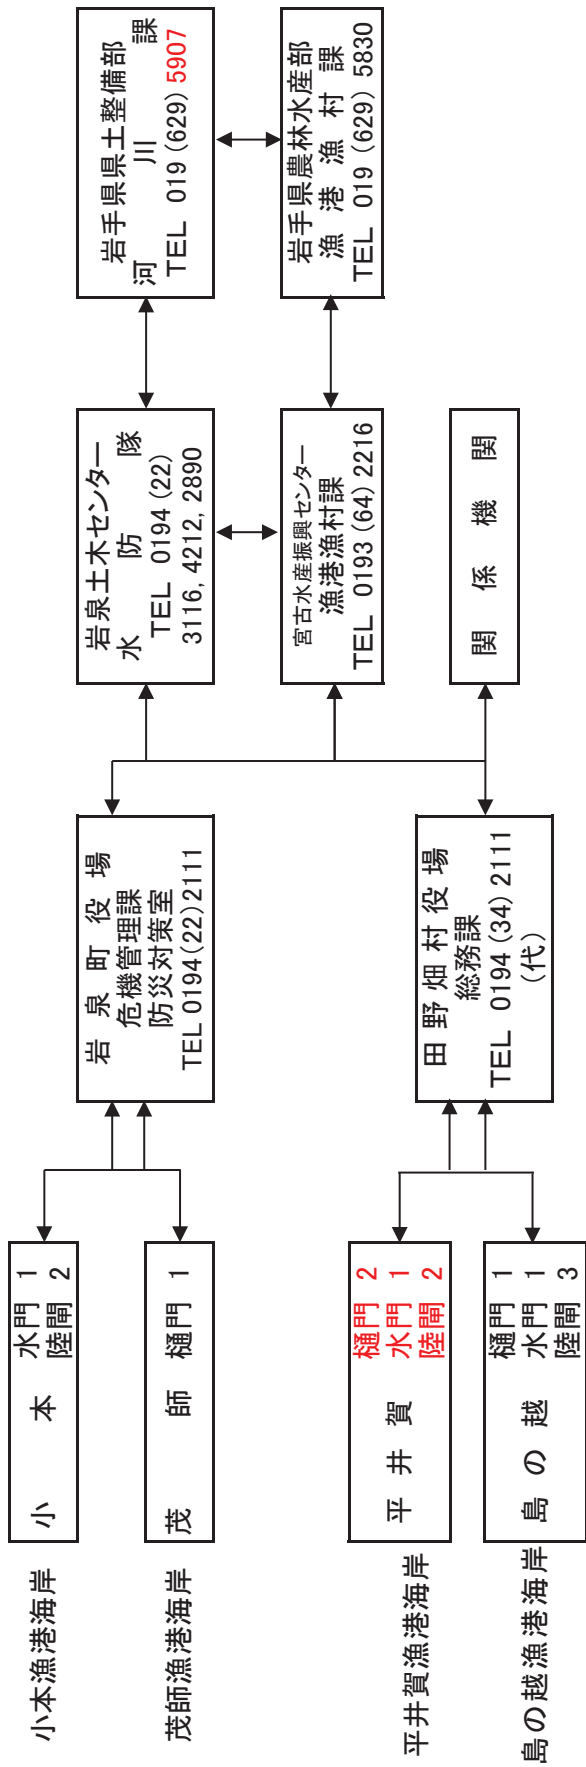 小本漁港海岸
小　本
水門 1
陸閘 2
茂師漁港海岸
茂　師
樋門 1
平井賀漁港海岸
平 井 賀
樋門 2
水門 1
陸閘 2
島の越漁港海岸
島 の 越
樋門 1
水門 1
陸閘 3
岩 泉 町 役 場
危機管理課
防災対策室
TEL 0194(22)2111
田 野 畑 村 役 場
総務課
TEL 0194(34)2111
(代)
岩泉土木センター
水 防 隊
TEL 0194(22)
3116, 4212, 2890
宮古水産振興センター
漁港漁村課
TEL 0193(64)2216
関 係 機 関
岩手県県土整備部
河 川 課
TEL 019(629)5907
岩手県農林水産部
漁 港 漁 村 課
TEL 019(629)5830